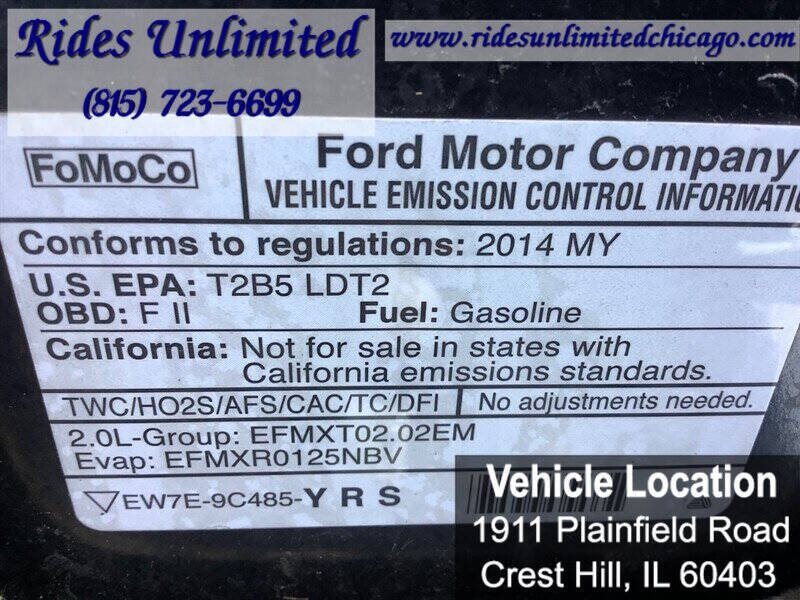 Rides Unlimited
(815) 723-6699
www.ridesunlimitedchicago.com
FoMoCo
Ford Motor Company
VEHICLE EMISSION CONTROL INFORMATI
Conforms to regulations: 2014 MY
U.S. EPA: T2B5 LDT2
OBD: F II Fuel: Gasoline
California: Not for sale in states with
California emissions standards.
TWC/HO2S/AFS/CAC/TC/DFI No adjustments needed.
2.0L-Group: EFMXT02.02EM
Evap: EFMXR0125NBV
EW7E-9C485-Y R S
Vehicle Location
1911 Plainfield Road
Crest Hill, IL 60403